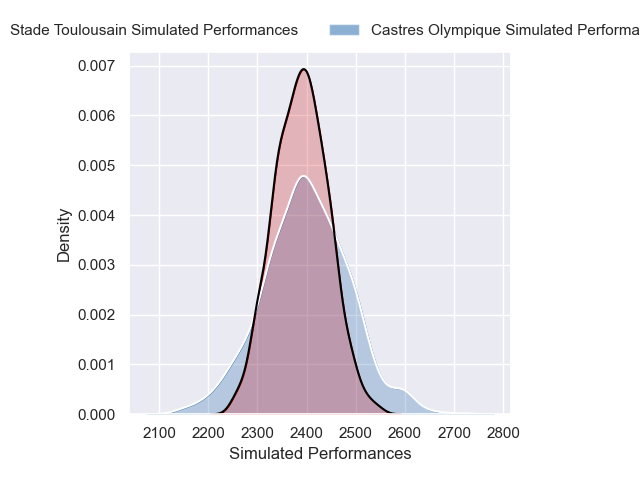 Stade Toulousain Simulated Performances
Castres Olympique Simulated Performa
0.007
0.006
0.005
0.004
0.003
0.002
0.001
0.000
Density
2100 2200 2300 2400 2500 2600 2700 2800
Simulated Performances